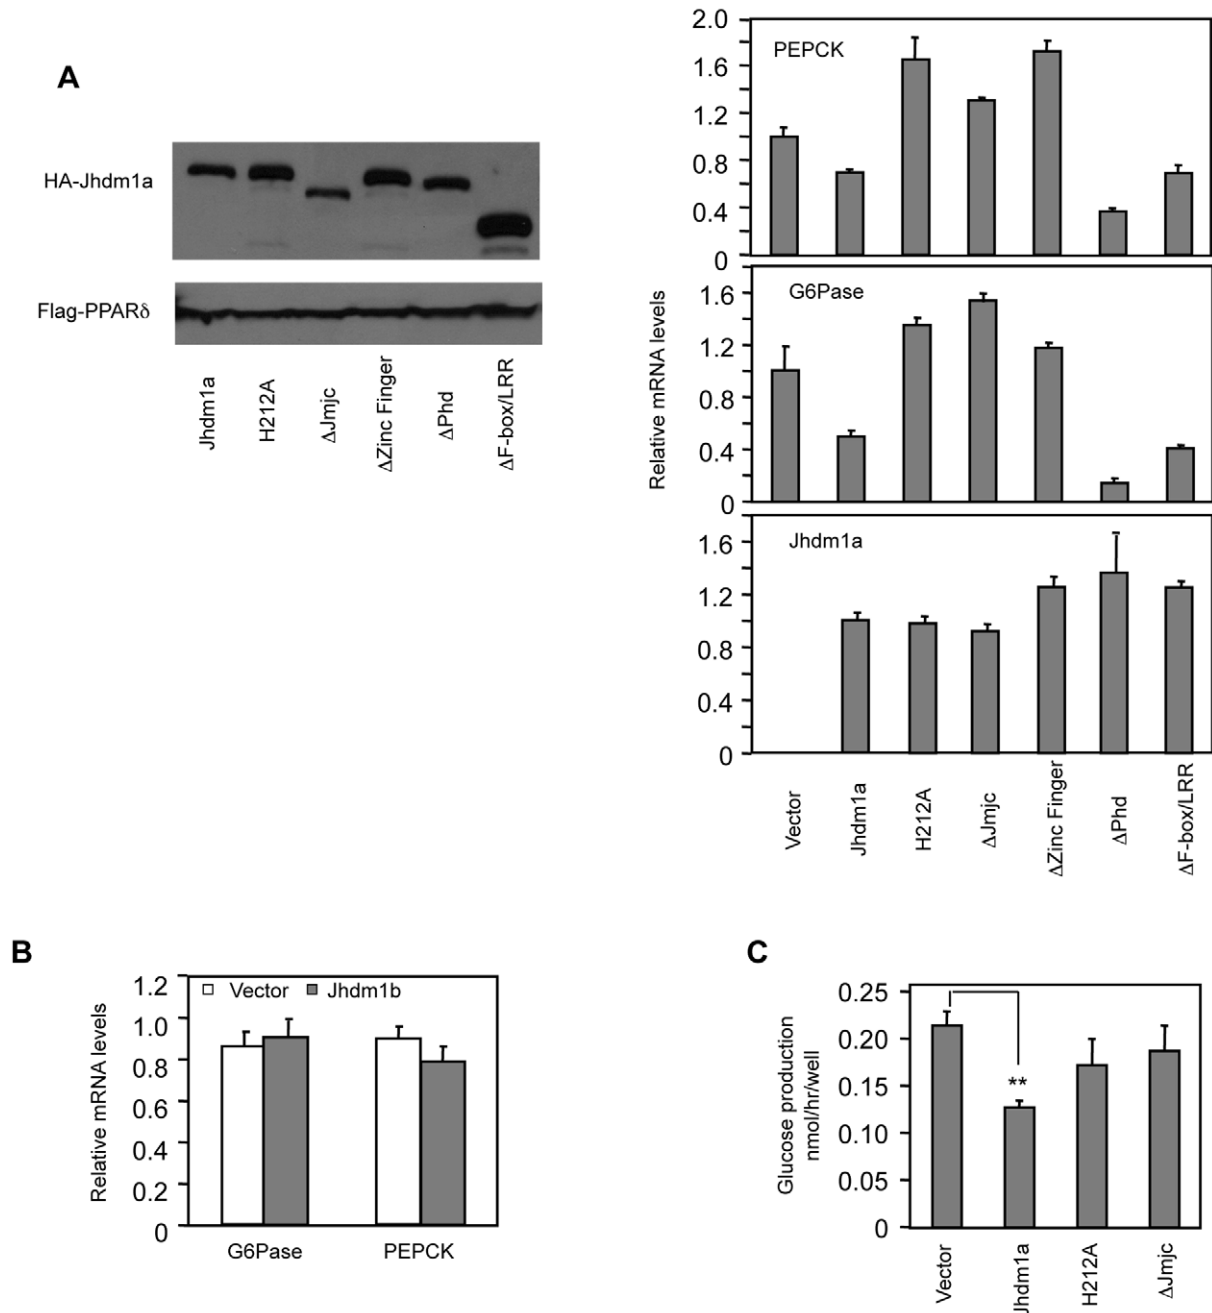 A
HA-Jhdm1a
Flag-PPARδ
Jhdm1a
H212A
ΔJmjc
ΔZinc Finger
ΔPhd
ΔF-box/LRR
Relative mRNA levels
PEPCK
2.0
1.6
1.2
0.8
0.4
0
G6Pase
1.6
1.2
0.8
0.4
0
Jhdm1a
1.6
1.2
0.8
0.4
0
Vector
Jhdm1a
H212A
ΔJmjc
ΔZinc Finger
ΔPhd
ΔF-box/LRR
B
Relative mRNA levels
1.2
1.0
0.8
0.6
0.4
0.2
0
Vector Jhdm1b
G6Pase PEPCK
C
Glucose production
nmol/hr/well
0.25
0.20
0.15
0.10
0.05
0
**
Vector
Jhdm1a
H212A
ΔJmjc